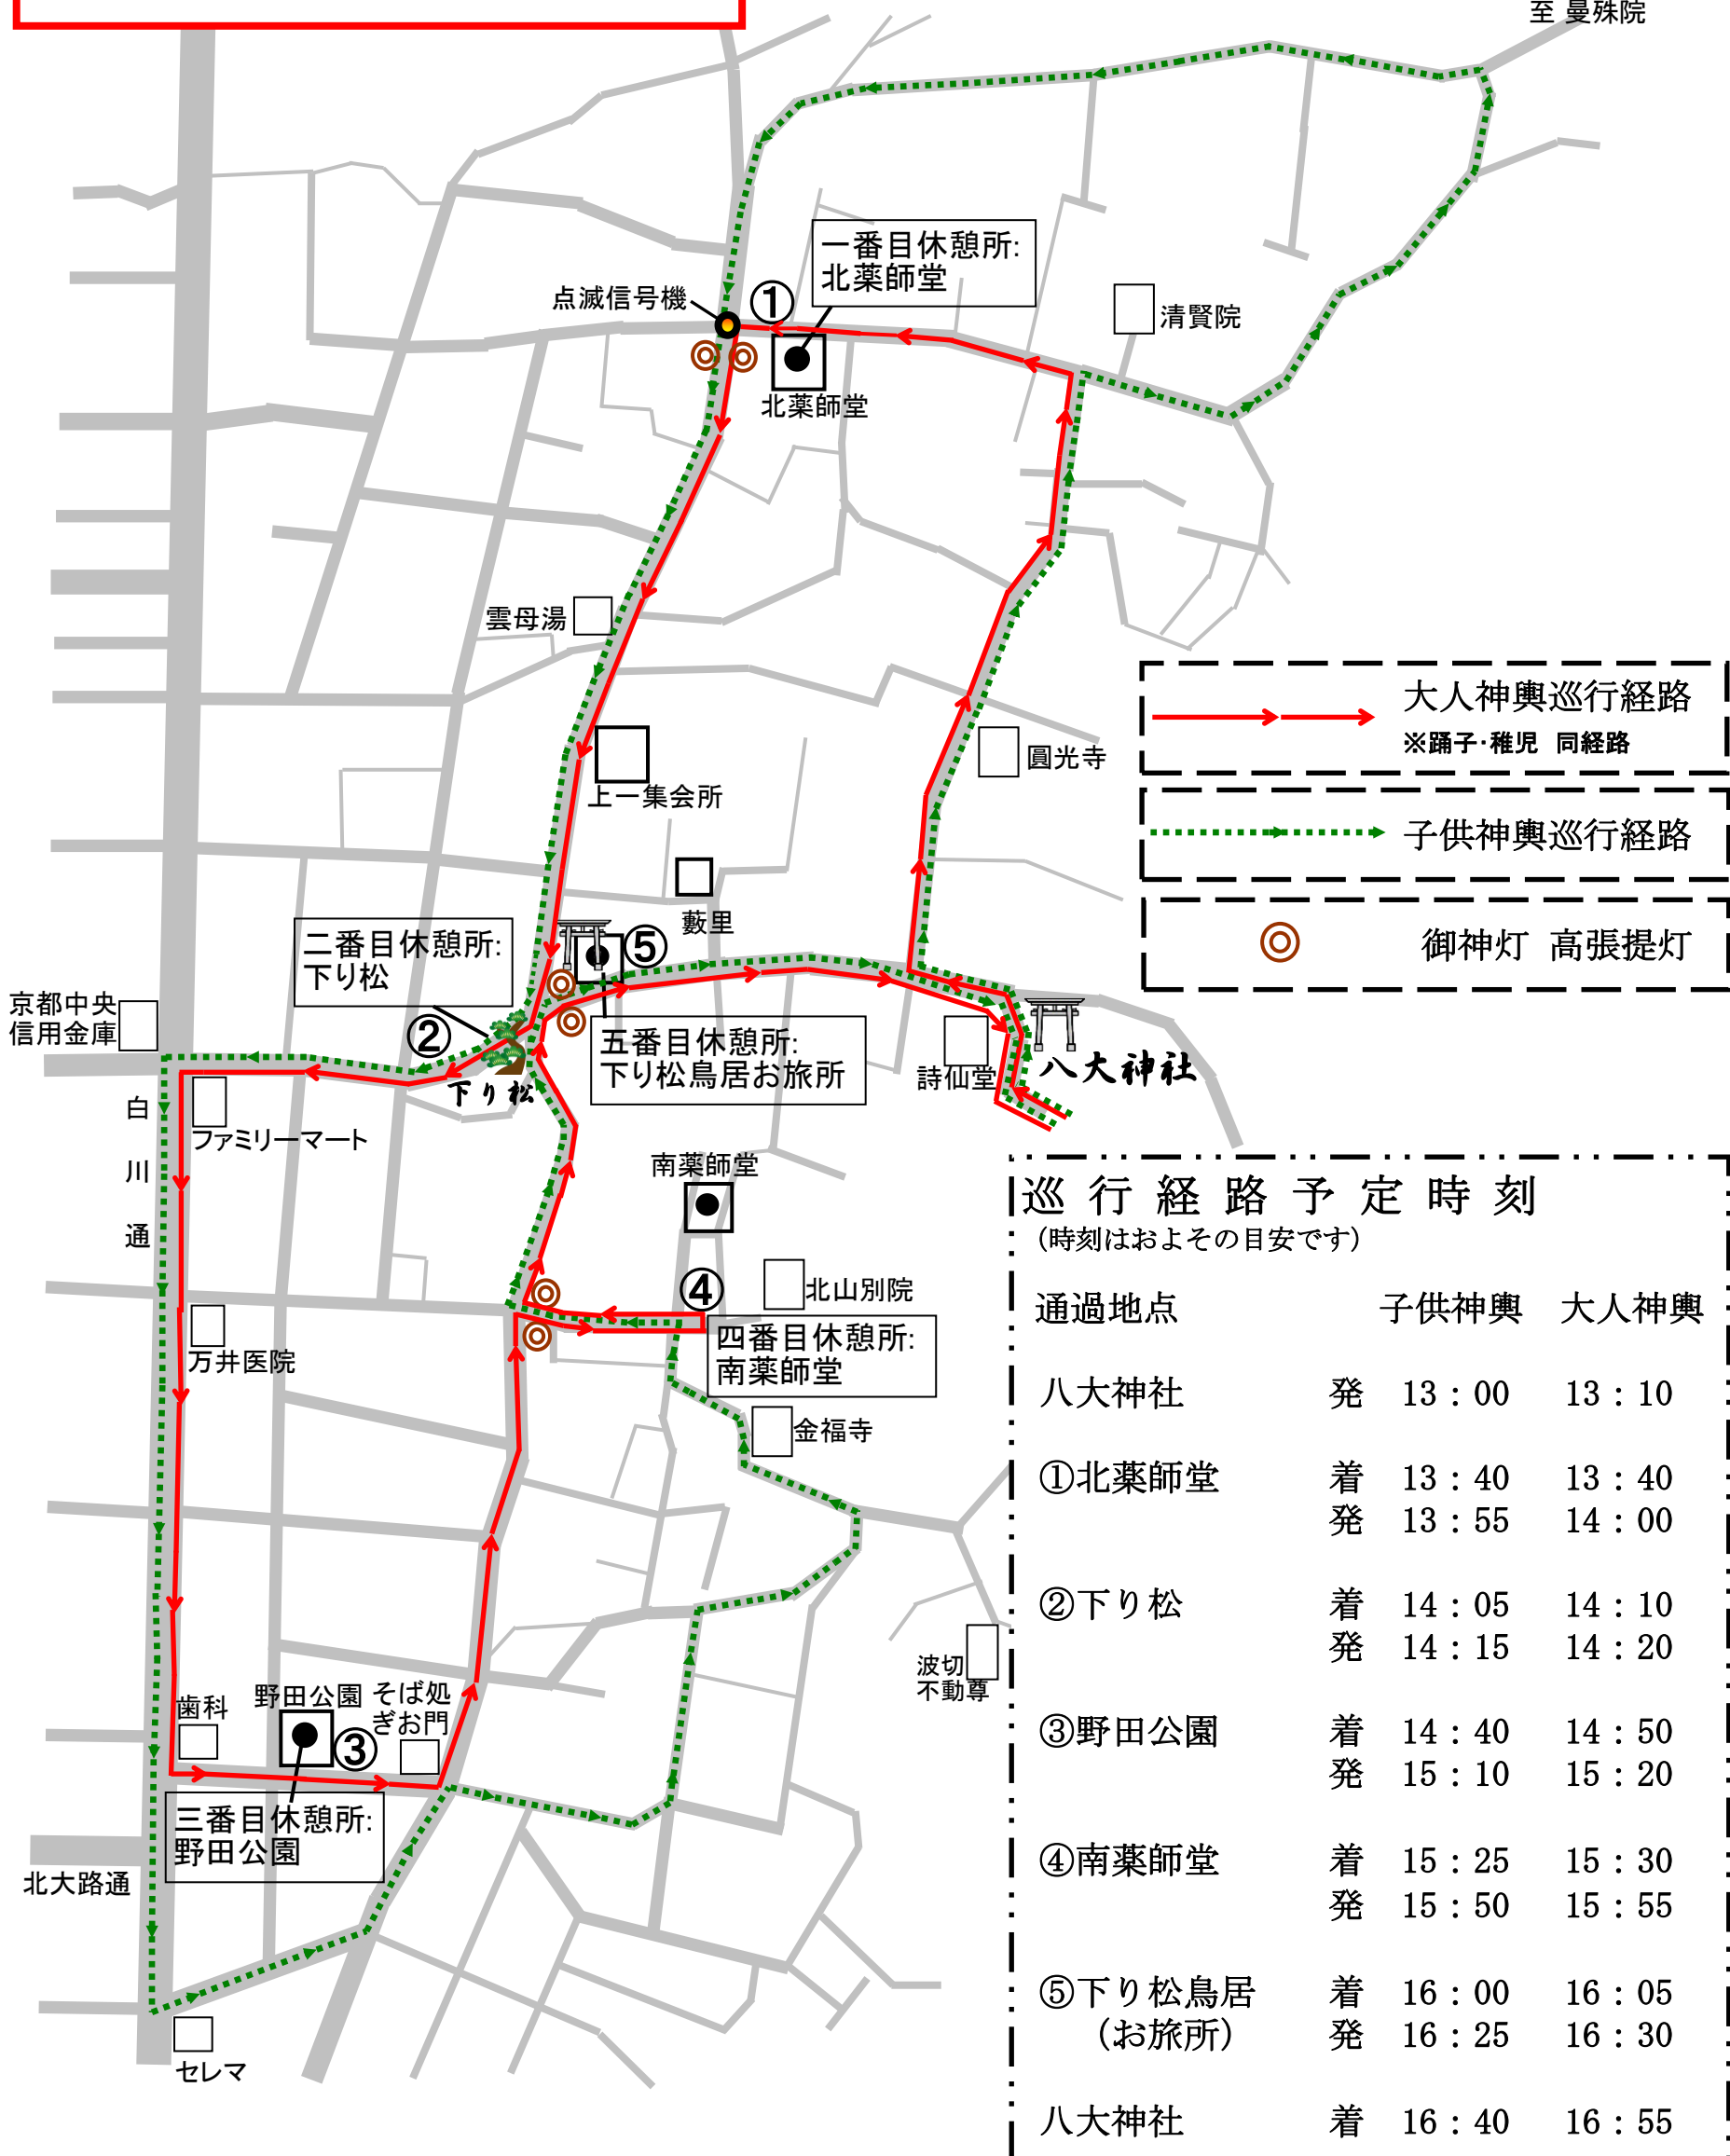 至 曼殊院
一番目休憩所:
北薬師堂
点滅信号機
①
清賢院
北薬師堂
雲母湯
大人神輿巡行経路
※踊子・稚児　同経路
圓光寺
上一集会所
子供神輿巡行経路
藪里
御神灯 高張提灯
二番目休憩所:
下り松
⑤
京都中央
信用金庫
②
五番目休憩所:
下り松鳥居お旅所
詩仙堂
八大神社
下り松
白川通
ファミリーマート
南薬師堂
④
北山別院
四番目休憩所:
南薬師堂
万井医院
金福寺
波切
不動尊
歯科
野田公園
そば処
ぎお門
③
三番目休憩所:
野田公園
北大路通
セレマ
巡行経路予定時刻
（時刻はおよその目安です）
通過地点 子供神輿 大人神輿
八大神社 発 13：00 13：10
①北薬師堂 着 13：40 13：40
発 13：55 14：00
②下り松 着 14：05 14：10
発 14：15 14：20
③野田公園 着 14：40 14：50
発 15：10 15：20
④南薬師堂 着 15：25 15：30
発 15：50 15：55
⑤下り松鳥居 着 16：00 16：05
（お旅所） 発 16：25 16：30
八大神社 着 16：40 16：55